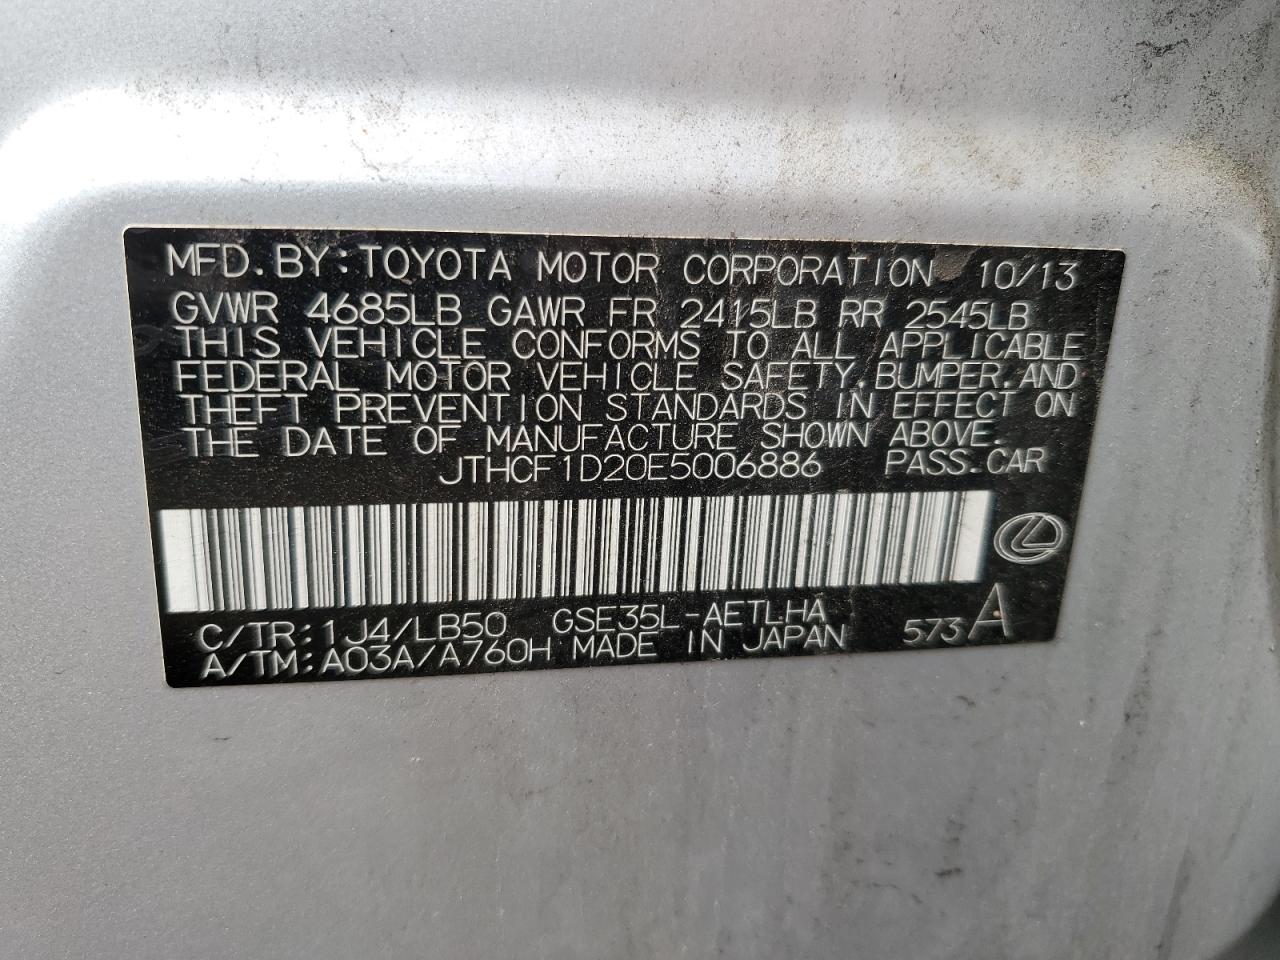 MFD. BY: TOYOTA MOTOR CORPORATION 10/13
GVWR 4685LB GAWR FR 2415LB RR 2545LB
THIS VEHICLE CONFORMS TO ALL APPLICABLE
FEDERAL MOTOR VEHICLE SAFETY, BUMPER, AND
THEFT PREVENTION STANDARDS IN EFFECT ON
THE DATE OF MANUFACTURE SHOWN ABOVE.
JTHCF1D20E5006886 PASS. CAR
C/TR: 1J4/LB50 GSE35L-AETLHA
A/TM: A03A/A760H MADE IN JAPAN 573 A